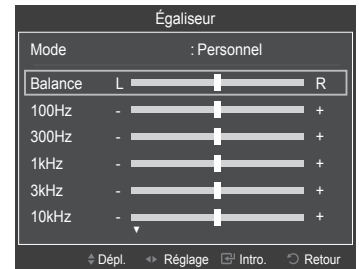 Égaliseur
Mode : Personnel
Balance L R
100Hz - +
300Hz - +
1kHz - +
3kHz - +
10kHz - +
Dépl. Réglage Intro. Retour